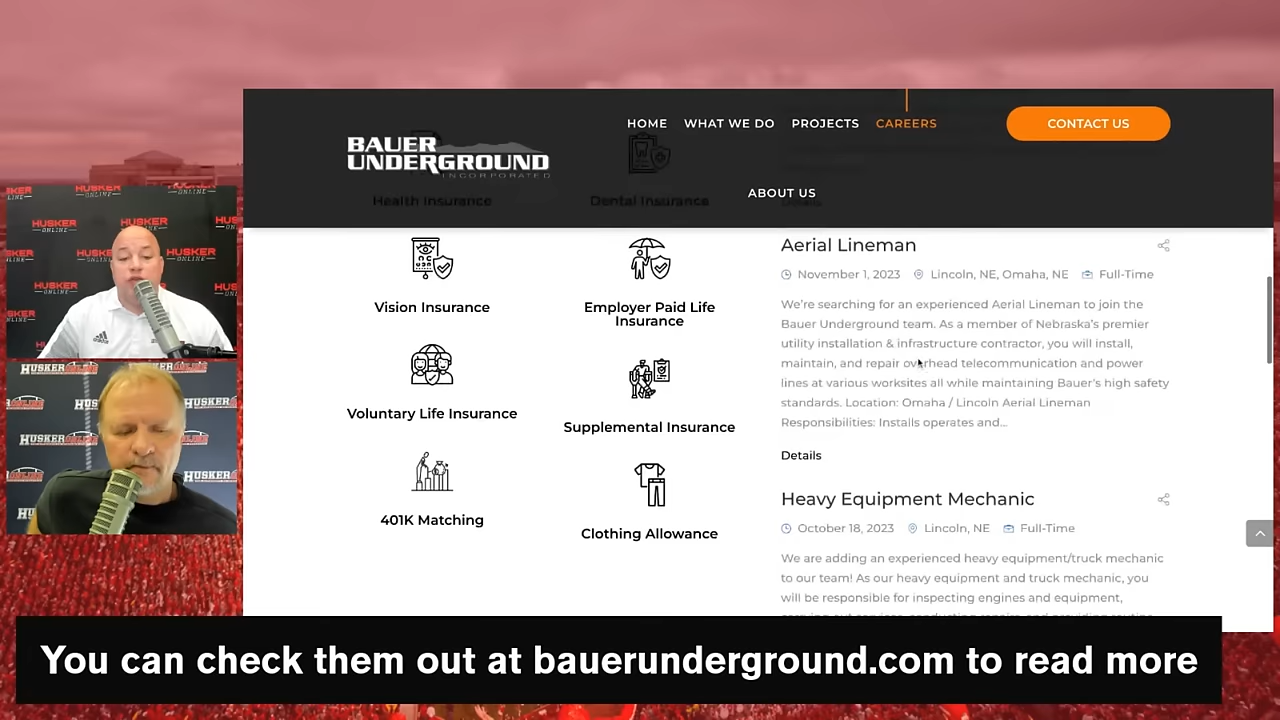 BAUER
UNDERGROUND
INCORPORATED
HOME WHAT WE DO PROJECTS CAREERS
CONTACT US
ABOUT US
Health Insurance
Dental Insurance
Vision Insurance
Employer Paid Life
Insurance
Voluntary Life Insurance
Supplemental Insurance
401K Matching
Clothing Allowance
Aerial Lineman
November 1, 2023 Lincoln, NE, Omaha, NE Full-Time
We're searching for an experienced Aerial Lineman to join the
Bauer Underground team. As a member of Nebraska's premier
utility installation & infrastructure contractor, you will install,
maintain, and repair overhead telecommunication and power
lines at various worksites all while maintaining Bauer's high safety
standards. Location: Omaha / Lincoln Aerial Lineman
Responsibilities: Installs operates and...
Details
Heavy Equipment Mechanic
October 18, 2023 Lincoln, NE Full-Time
We are adding an experienced heavy equipment/truck mechanic
to our team! As our heavy equipment and truck mechanic, you
will be responsible for inspecting engines and equipment,
HUSKER
ONLINE
HUSKER
ONLINE
HUSKER
ONLINE
adidas
HUSKERONLINE
HUSKERONLINE
You can check them out at bauerunderground.com to read more